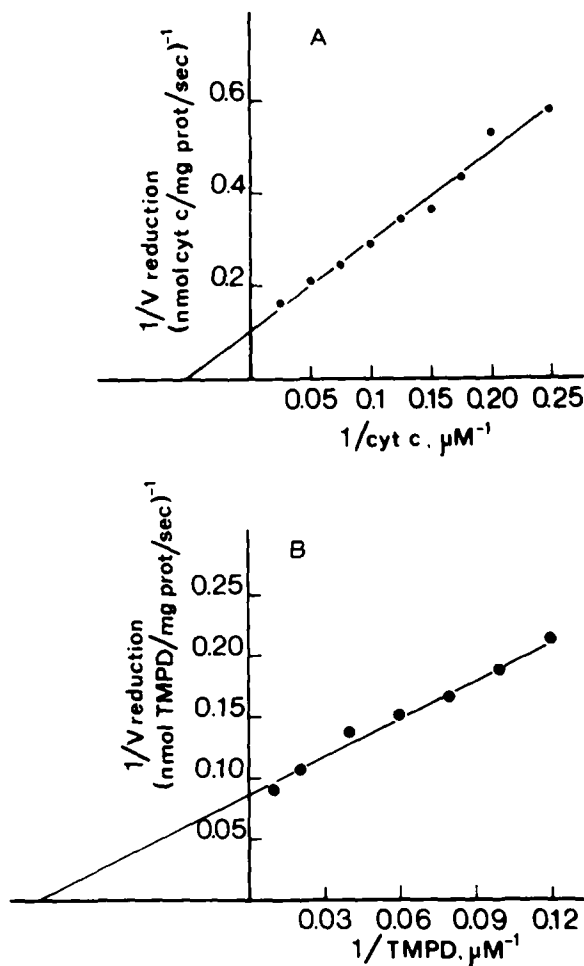 A
1/V reduction
(nmol cyt c/mg prot/sec)⁻¹
0.6
0.4
0.2
0.05 0.1 0.15 0.20 0.25
1/cyt c, µM⁻¹
B
1/V reduction
(nmol TMPD/mg prot/sec)⁻¹
0.25
0.20
0.15
0.10
0.05
0.03 0.06 0.09 0.12
1/TMPD, µM⁻¹